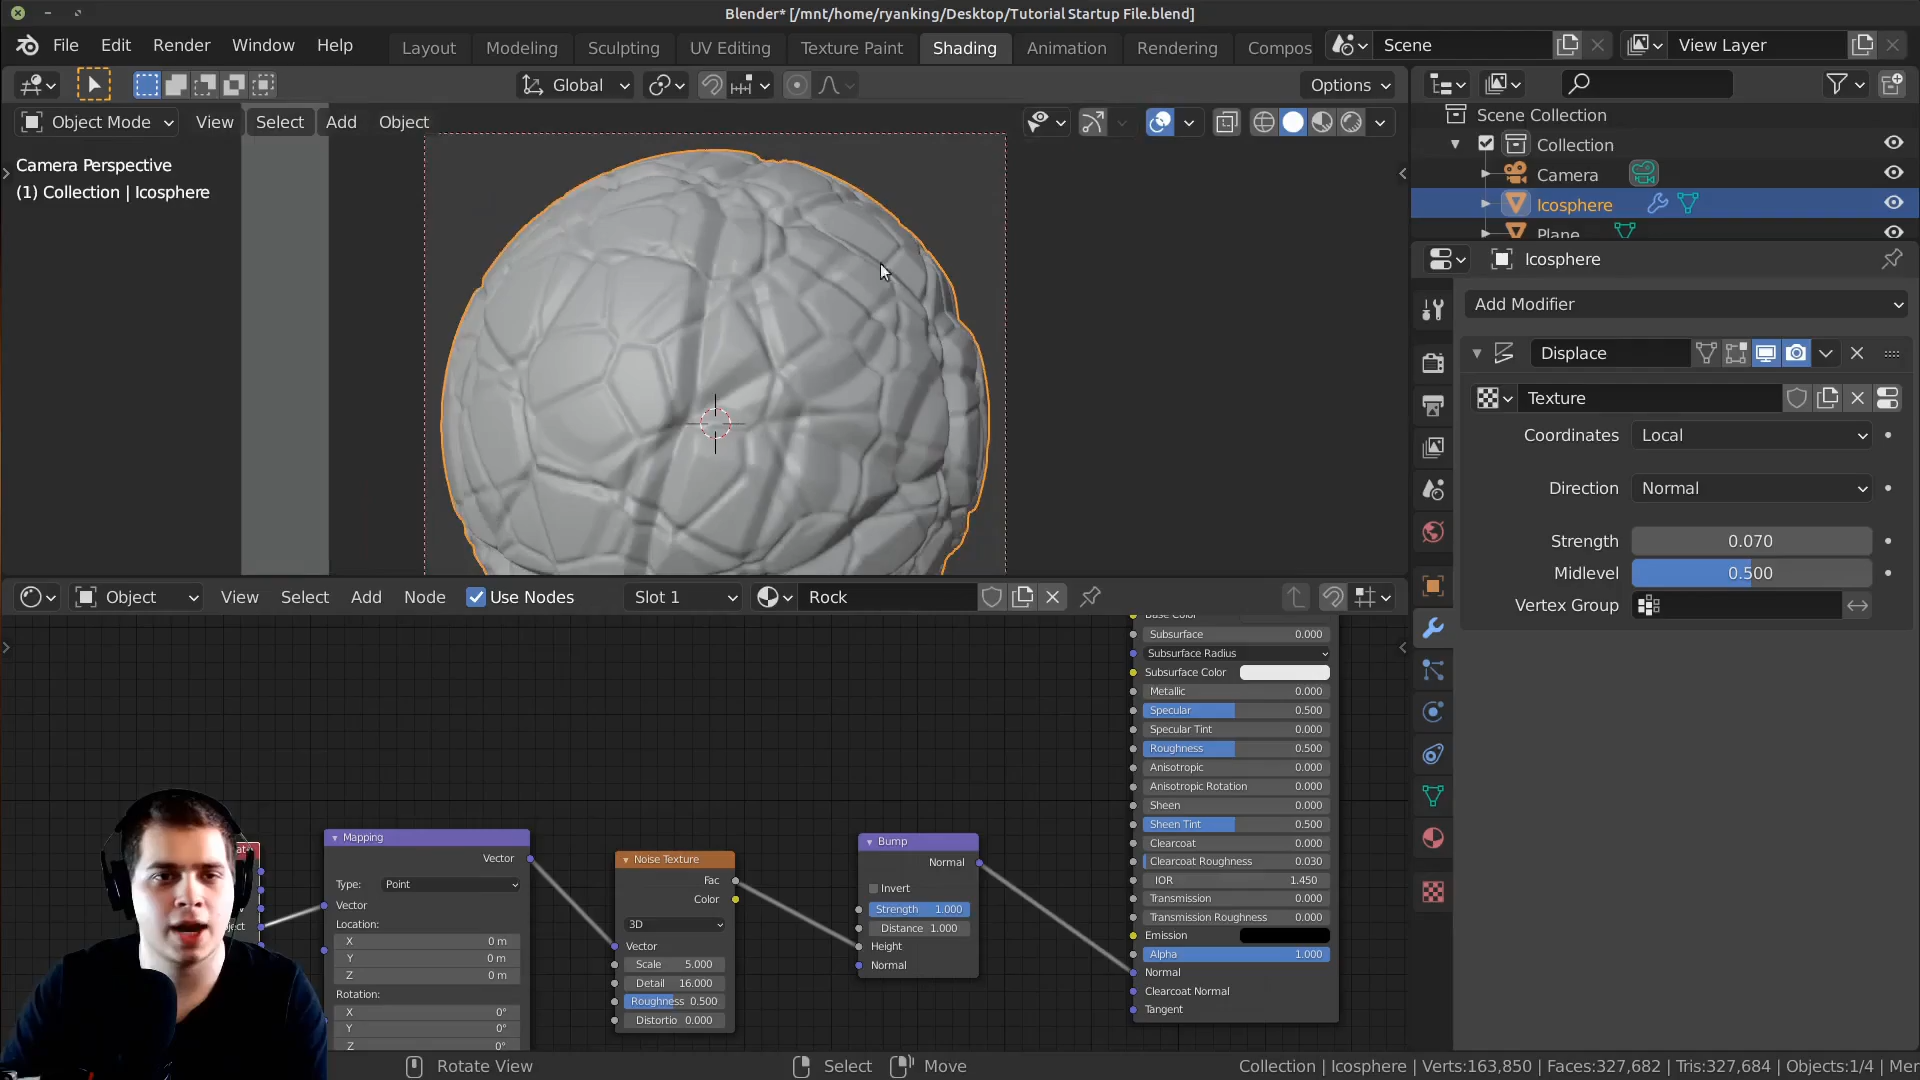 Blender* [/mnt/home/ryanking/Desktop/Tutorial Startup File.blend]
File Edit Render Window Help
Layout Modeling Sculpting UV Editing Texture Paint Shading Animation Rendering Compos
Scene
View Layer
Global
Options
Object Mode View Select Add Object
Camera Perspective
(1) Collection | Icosphere
Scene Collection
Collection
Camera
Icosphere
Plane
Icosphere
Add Modifier
Displace
Texture
Coordinates Local
Direction Normal
Strength 0.070
Midlevel 0.500
Vertex Group
Object View Select Add Node Use Nodes Slot 1 Rock
Mapping
Vector
Type: Point
Vector
Location:
X 0 m
Y 0 m
Z 0 m
Rotation:
X 0°
Y 0°
Z 0°
Noise Texture
Fac
Color
3D
Vector
Scale 5.000
Detail 16.000
Roughness 0.500
Distortio 0.000
Bump
Normal
Invert
Strength 1.000
Distance 1.000
Height
Normal
Base Color
Subsurface 0.000
Subsurface Radius
Subsurface Color
Metallic 0.000
Specular 0.500
Specular Tint 0.000
Roughness 0.500
Anisotropic 0.000
Anisotropic Rotation 0.000
Sheen 0.000
Sheen Tint 0.500
Clearcoat 0.000
Clearcoat Roughness 0.030
IOR 1.450
Transmission 0.000
Transmission Roughness 0.000
Emission
Alpha 1.000
Normal
Clearcoat Normal
Tangent
Rotate View
Select
Move
Collection | Icosphere | Verts:163,850 | Faces:327,682 | Tris:327,684 | Objects:1/4 | Mer